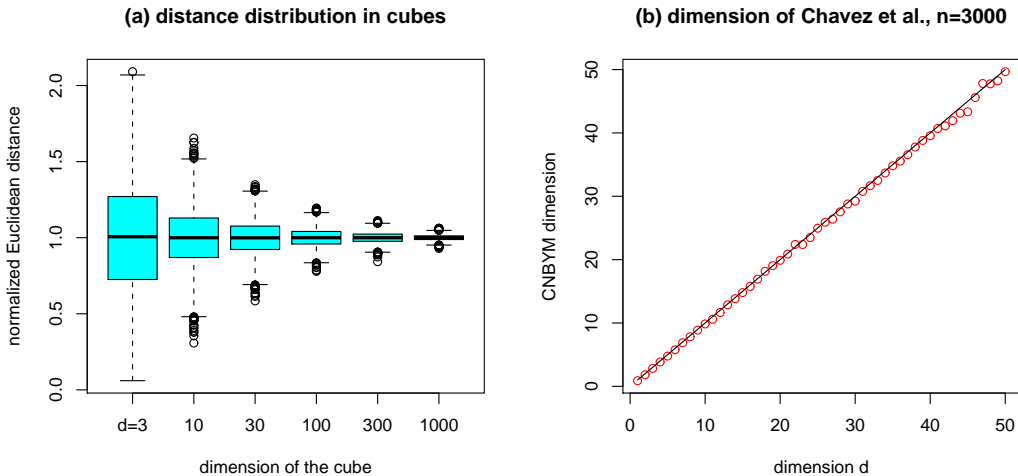 (a) distance distribution in cubes
normalized Euclidean distance
2.0
1.5
1.0
0.5
0.0
d=3 10 30 100 300 1000
dimension of the cube
(b) dimension of Chavez et al., n=3000
CNBYM dimension
50
40
30
20
10
0
0 10 20 30 40 50
dimension d